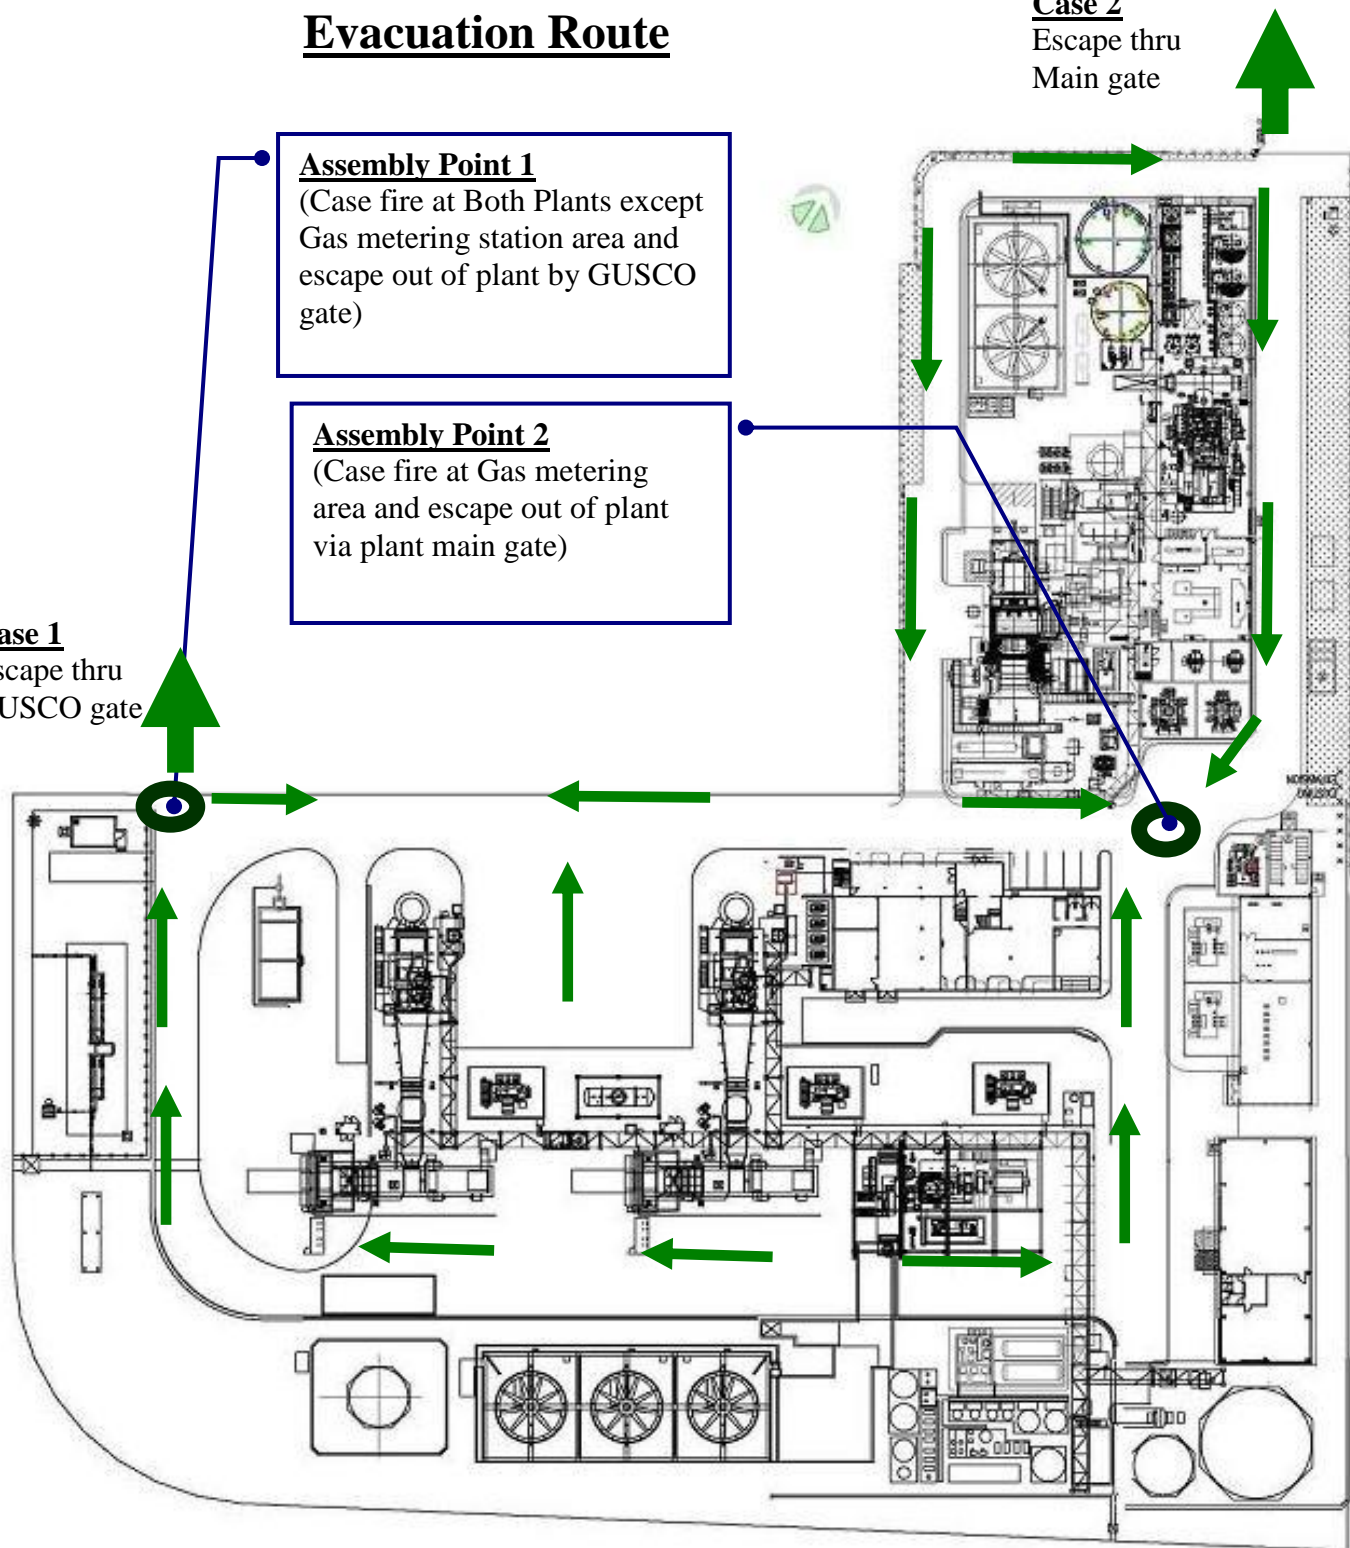 Evacuation Route
Case 2
Escape thru
Main gate
Assembly Point 1
(Case fire at Both Plants except
Gas metering station area and
escape out of plant by GUSCO
gate)
Assembly Point 2
(Case fire at Gas metering
area and escape out of plant
via plant main gate)
ase 1
scape thru
USCO gate